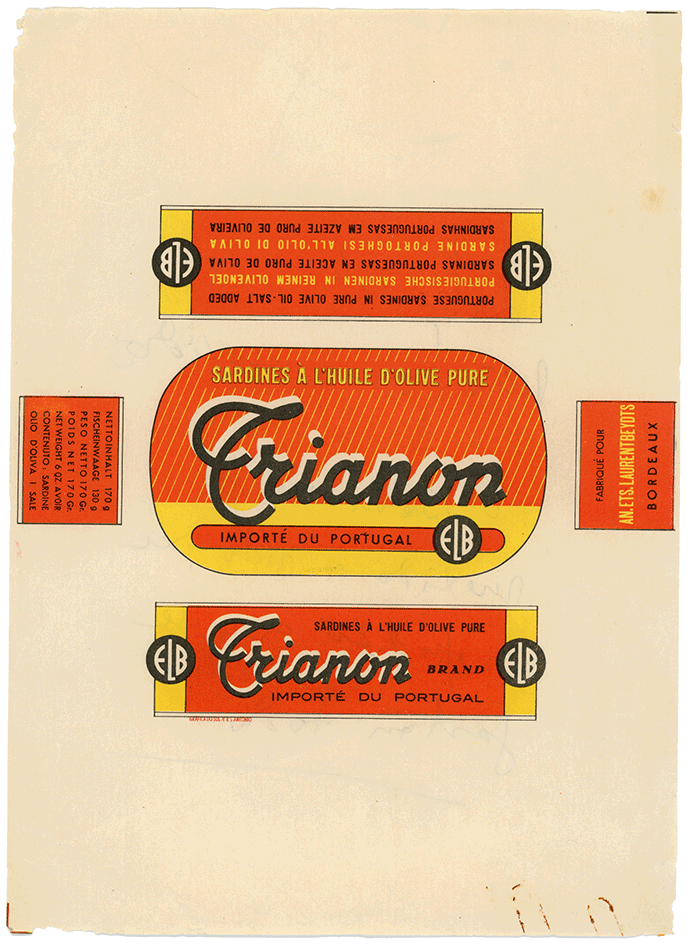 PORTUGUESE SARDINES IN PURE OLIVE OIL-SALT ADDED
PORTUGIESISCHE SARDINEN IN REINEM OLIVENOEL
SARDINAS PORTUGUESAS EN ACEITE PURO DE OLIVA
SARDINE PORTOGHESI ALL'OLIO DI OLIVA
SARDINHAS PORTUGUESAS EM AZEITE PURO DE OLIVEIRA
ELB
ELB
SARDINES À L'HUILE D'OLIVE PURE
Trianon
IMPORTÉ DU PORTUGAL
ELB
NETTOINHALT 170 g
FISCHEINWAAGE 130 g
PESO NETTO 170 Gr.
POIDS NET 170 Gr.
NET WEIGHT 6 OZ. AVOIR
CONTENUTO: SARDINE
OLIO D'OLIVA I SALE
FABRIQUÉ POUR
AN.ETS.LAURENTBEYDTS
BORDEAUX
ELB
SARDINES À L'HUILE D'OLIVE PURE
Trianon BRAND
IMPORTÉ DU PORTUGAL
ELB